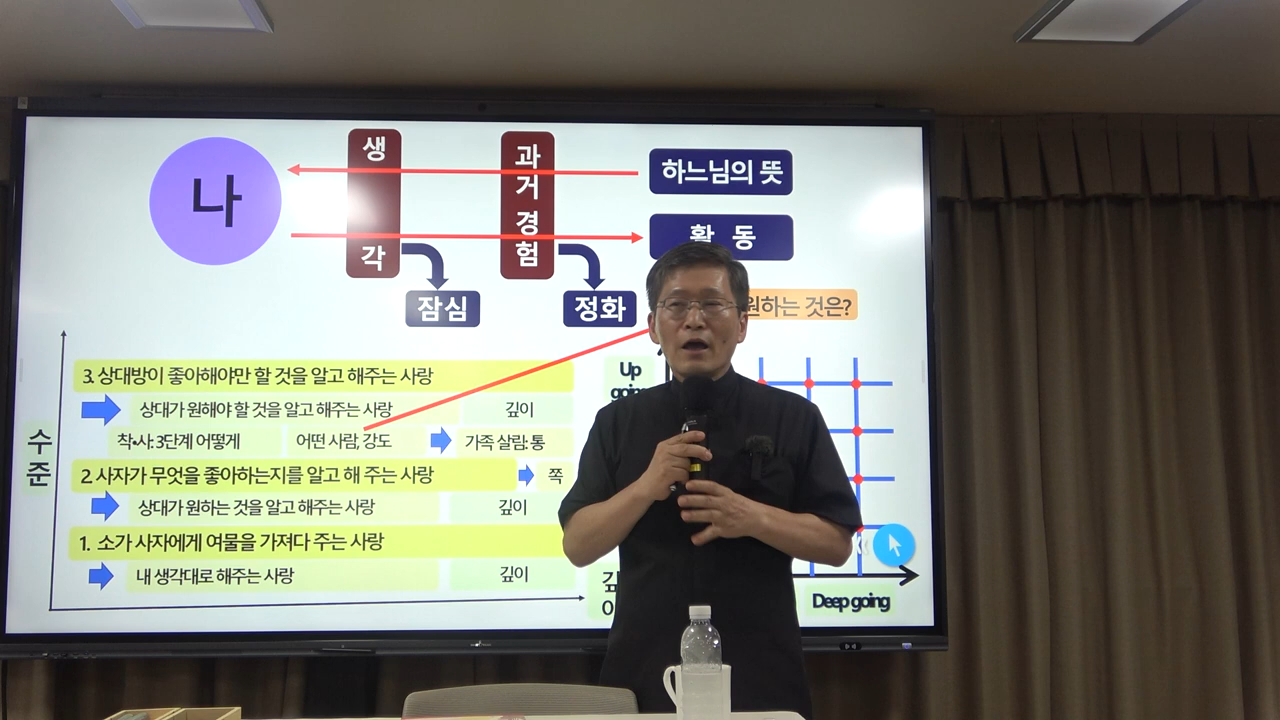 나
생
각
과
거
경
험
하느님의 뜻
활 동
잠심
정화
원하는 것은?
수
준
3. 상대방이 좋아해야만 할 것을 알고 해주는 사랑
상대가 원해야 할 것을 알고 해주는 사랑
깊이
착•사: 3단계 어떻게
어떤 사람, 강도
가족 살림: 통
2. 사자가 무엇을 좋아하는지를 알고 해 주는 사랑
쪽
상대가 원하는 것을 알고 해주는 사랑
깊이
1. 소가 사자에게 여물을 가져다 주는 사랑
내 생각대로 해주는 사랑
깊이
Up
Deep going